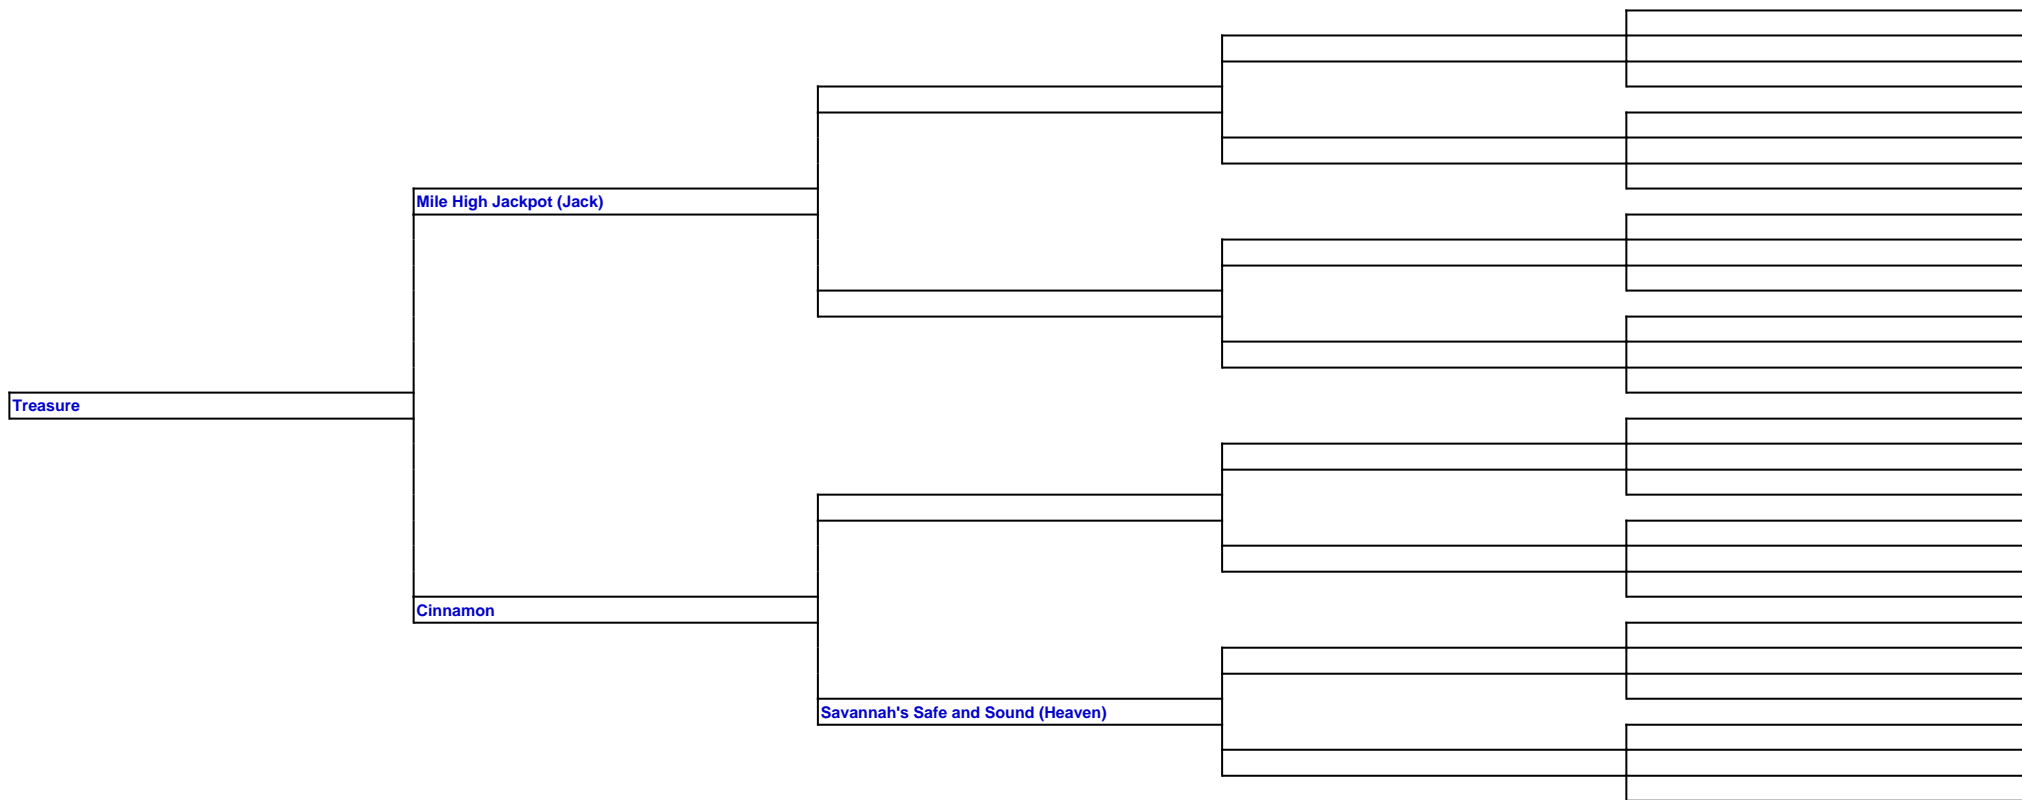 Mile High Jackpot (Jack)
Treasure
Cinnamon
Savannah's Safe and Sound (Heaven)